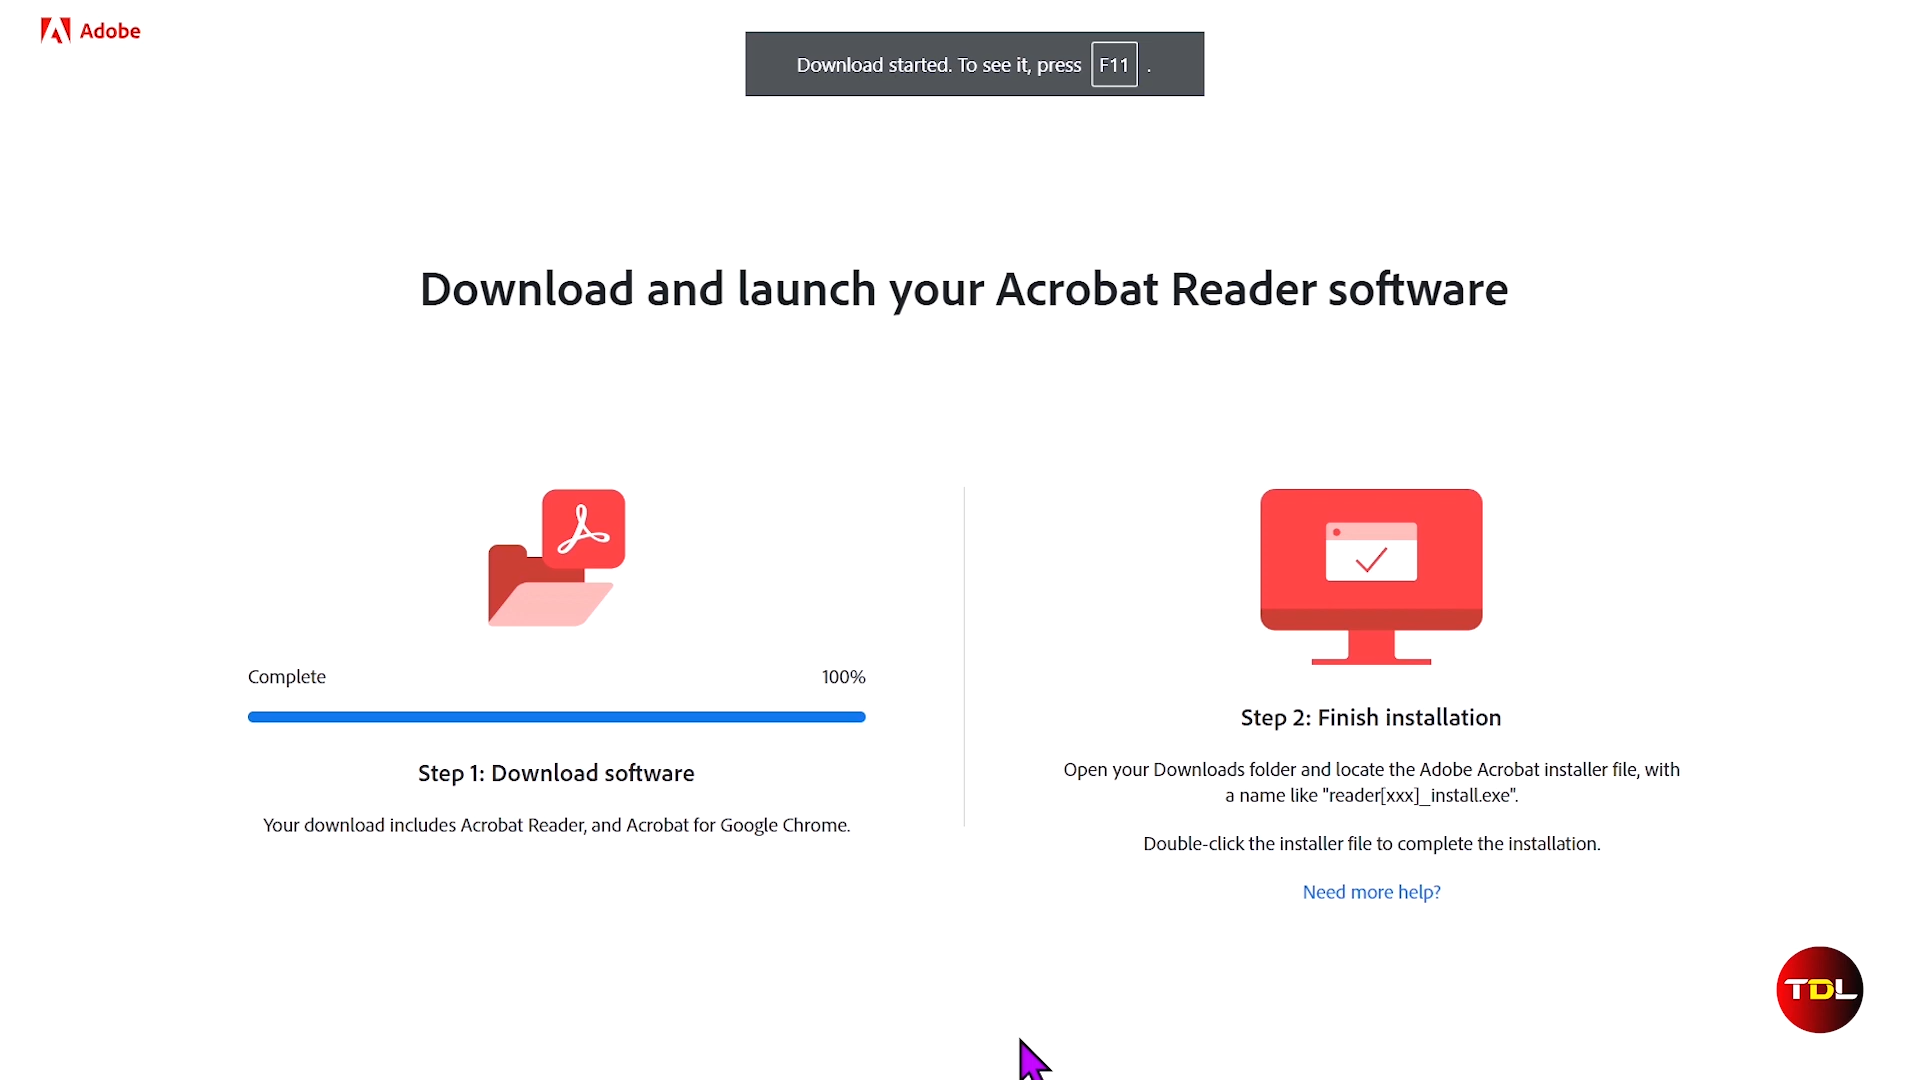 Adobe
Download started. To see it, press F11 .
Download and launch your Acrobat Reader software
Complete 100%
Step 1: Download software
Your download includes Acrobat Reader, and Acrobat for Google Chrome.
Step 2: Finish installation
Open your Downloads folder and locate the Adobe Acrobat installer file, with
a name like "reader[xxx]_install.exe".
Double-click the installer file to complete the installation.
Need more help?
TDL